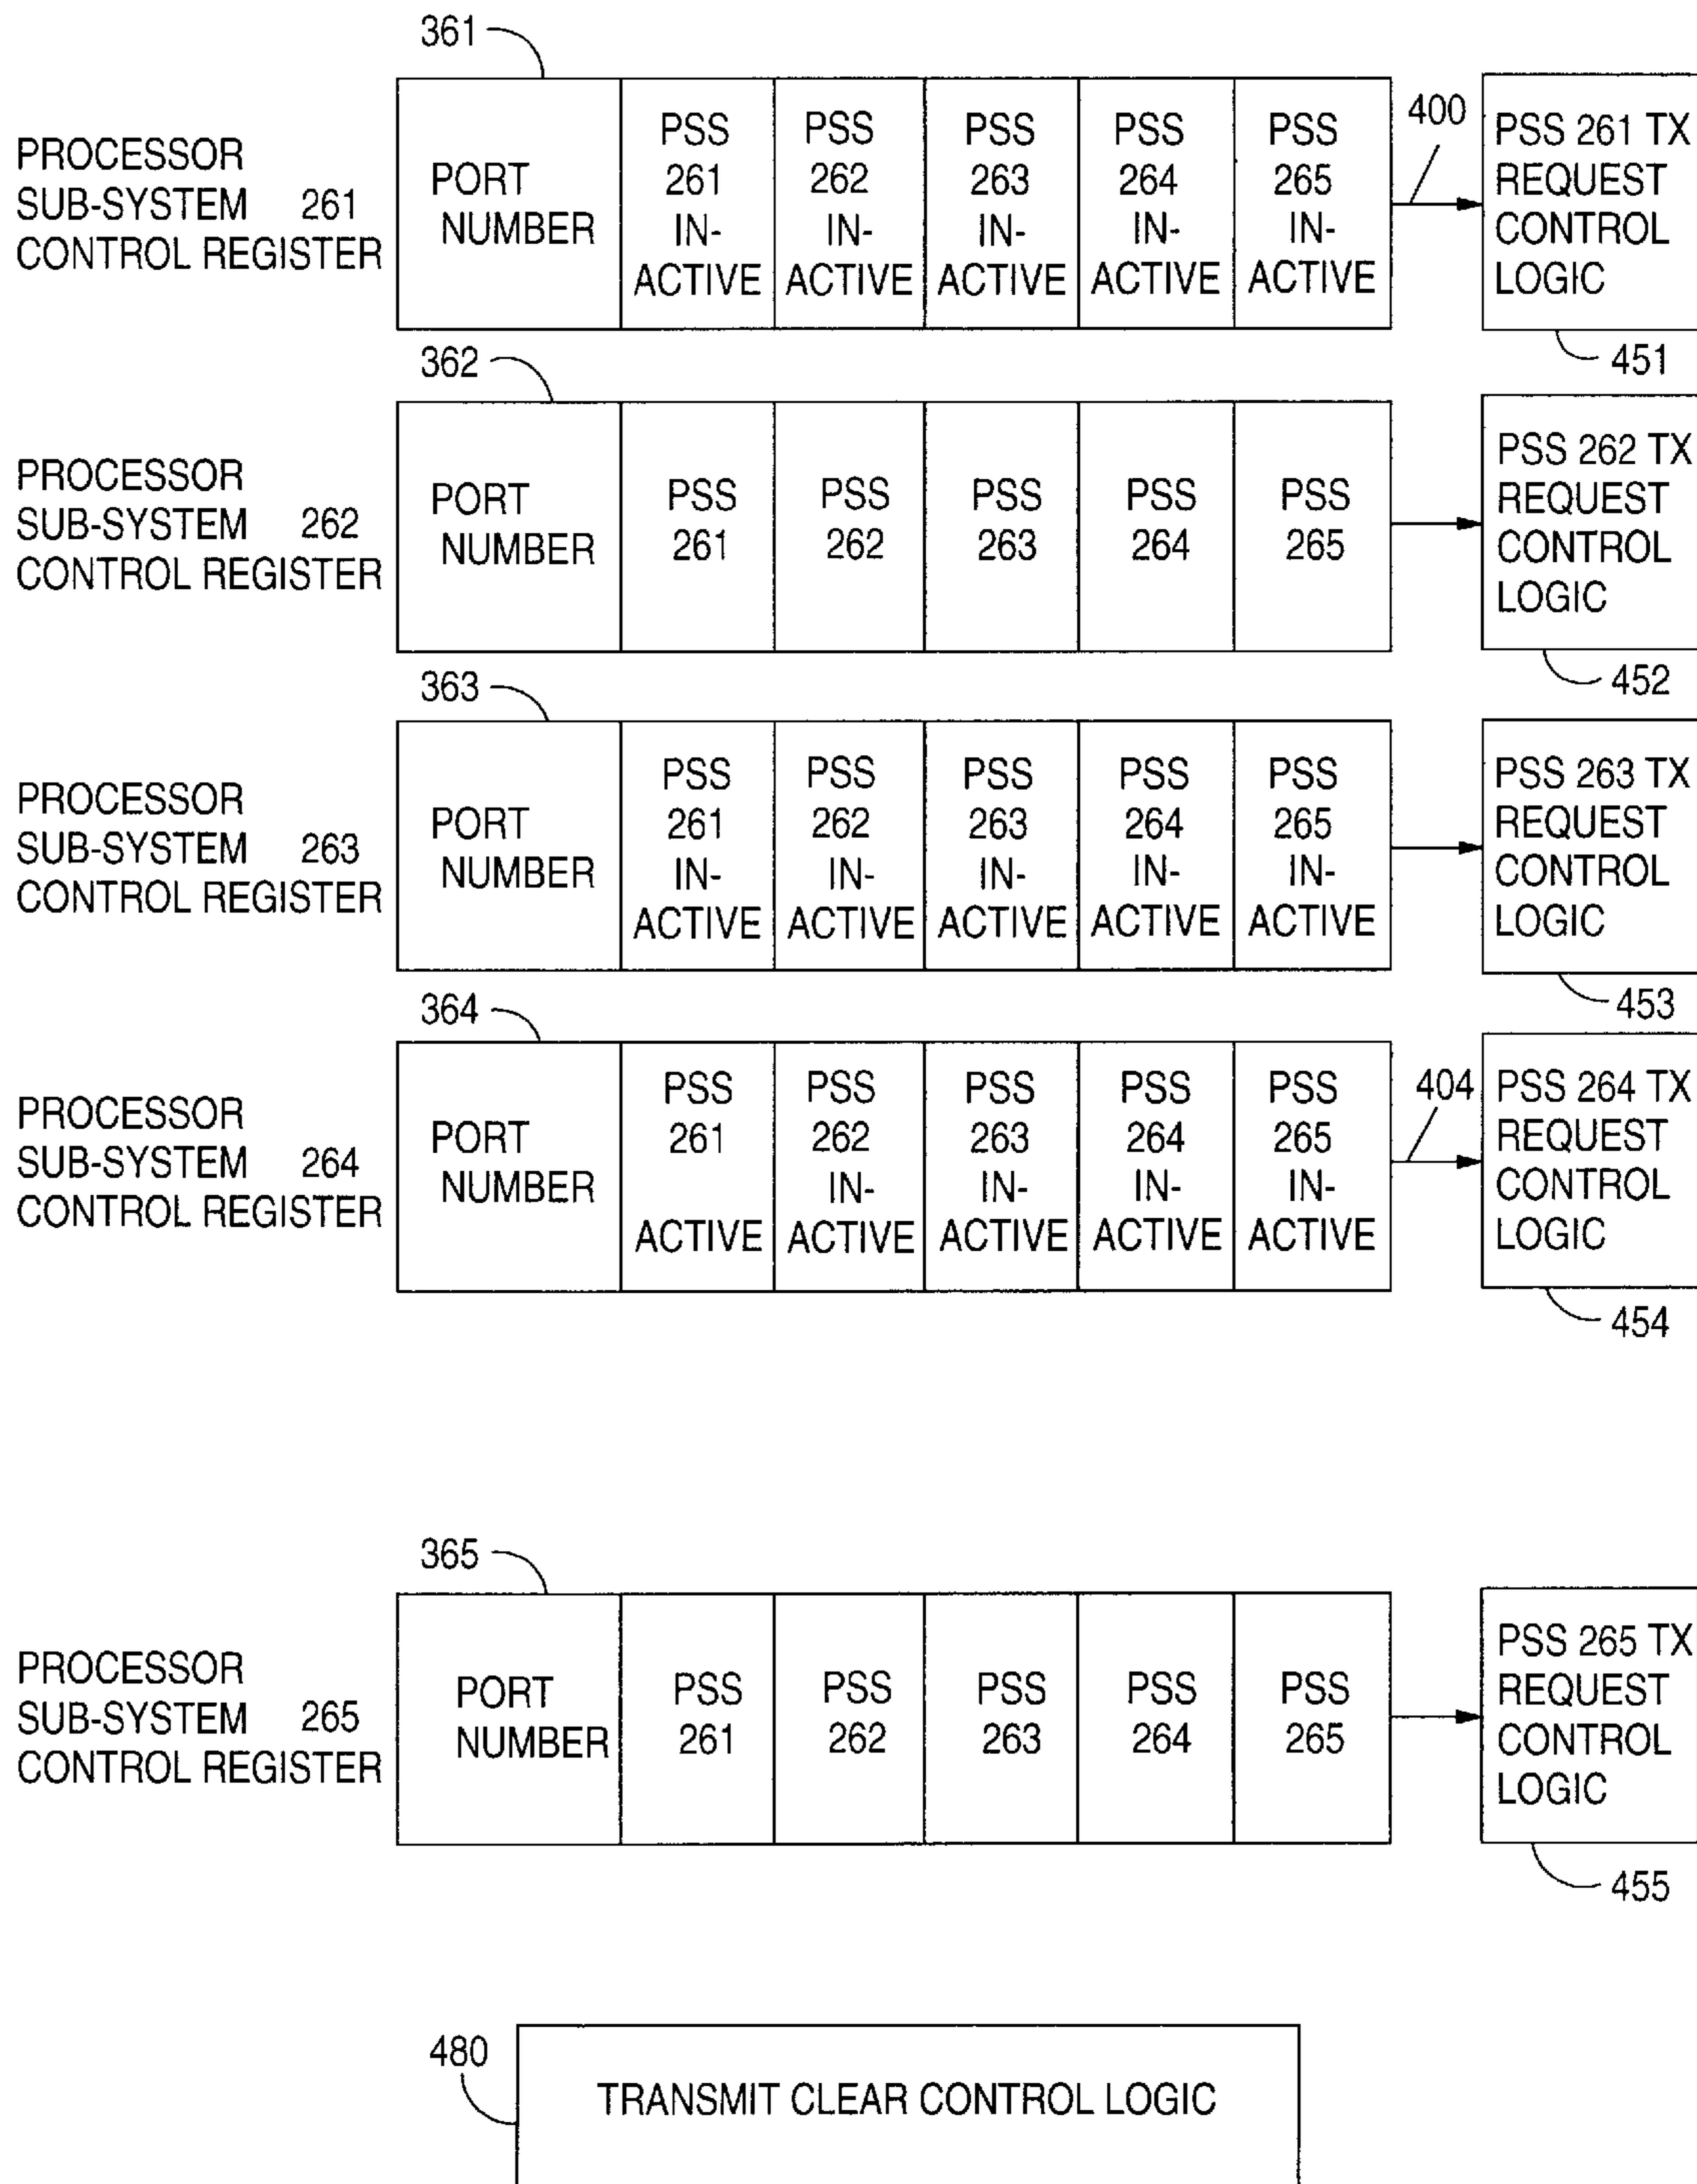 361
PROCESSOR
SUB-SYSTEM 261
CONTROL REGISTER
PORT
NUMBER
PSS
261
IN-
ACTIVE
PSS
262
IN-
ACTIVE
PSS
263
IN-
ACTIVE
PSS
264
IN-
ACTIVE
PSS
265
IN-
ACTIVE
400
PSS 261 TX
REQUEST
CONTROL
LOGIC
451
362
PROCESSOR
SUB-SYSTEM 262
CONTROL REGISTER
PORT
NUMBER
PSS
261
PSS
262
PSS
263
PSS
264
PSS
265
PSS 262 TX
REQUEST
CONTROL
LOGIC
452
363
PROCESSOR
SUB-SYSTEM 263
CONTROL REGISTER
PORT
NUMBER
PSS
261
IN-
ACTIVE
PSS
262
IN-
ACTIVE
PSS
263
IN-
ACTIVE
PSS
264
IN-
ACTIVE
PSS
265
IN-
ACTIVE
PSS 263 TX
REQUEST
CONTROL
LOGIC
453
364
PROCESSOR
SUB-SYSTEM 264
CONTROL REGISTER
PORT
NUMBER
PSS
261
ACTIVE
PSS
262
IN-
ACTIVE
PSS
263
IN-
ACTIVE
PSS
264
IN-
ACTIVE
PSS
265
IN-
ACTIVE
404
PSS 264 TX
REQUEST
CONTROL
LOGIC
454
365
PROCESSOR
SUB-SYSTEM 265
CONTROL REGISTER
PORT
NUMBER
PSS
261
PSS
262
PSS
263
PSS
264
PSS
265
PSS 265 TX
REQUEST
CONTROL
LOGIC
455
480
TRANSMIT CLEAR CONTROL LOGIC